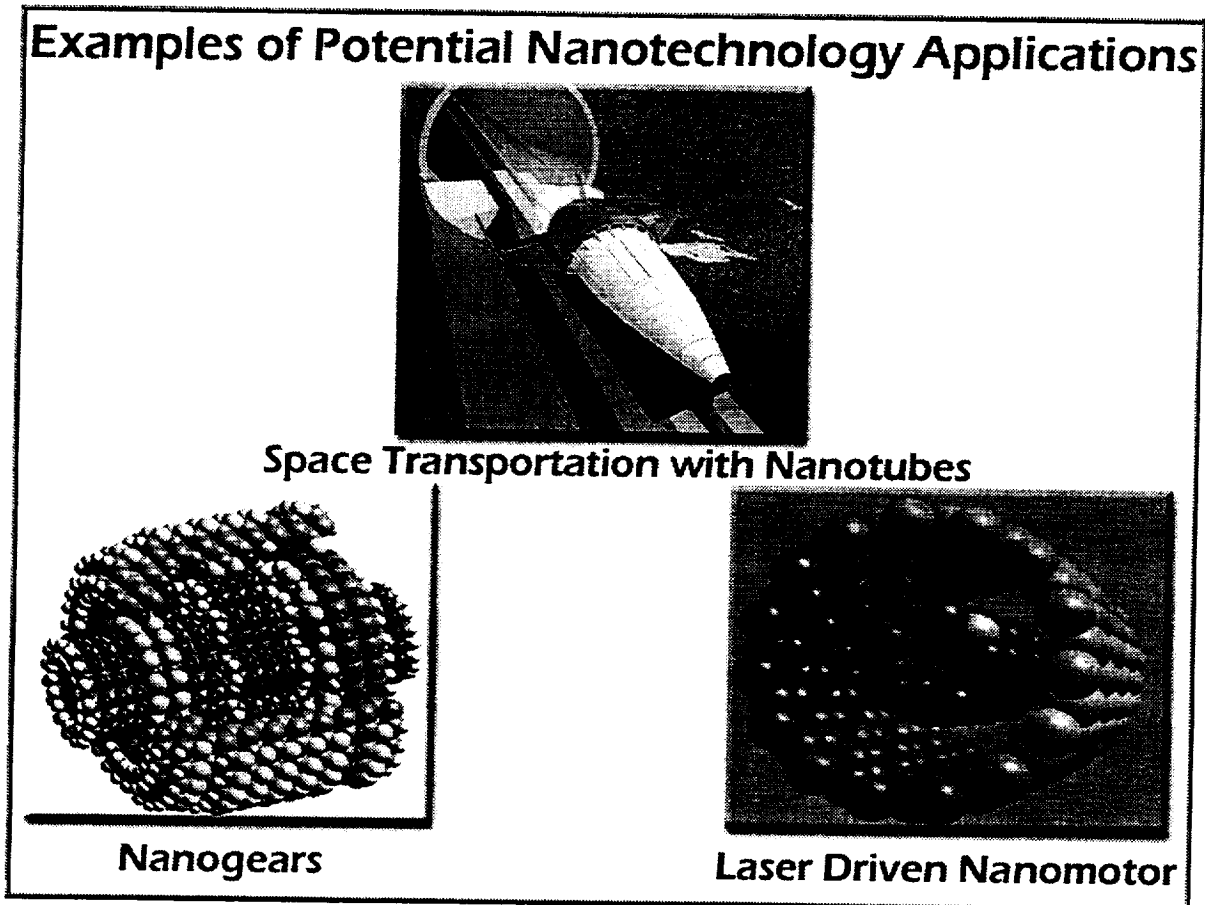 Examples of Potential Nanotechnology Applications
Space Transportation with Nanotubes
Nanogears
Laser Driven Nanomotor